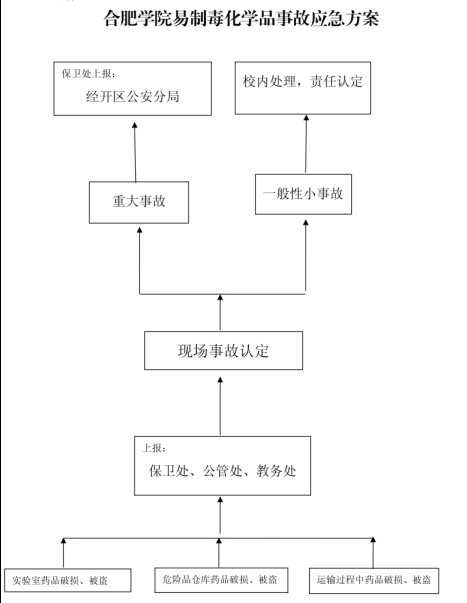 合肥学院易制毒化学品事故应急方案
保卫处上报：
经开区公安分局
校内处理，责任认定
重大事故
一般性小事故
现场事故认定
上报：
保卫处、公管处、教务处
实验室药品破损、被盗
危险品仓库药品破损、被盗
运输过程中药品破损、被盗